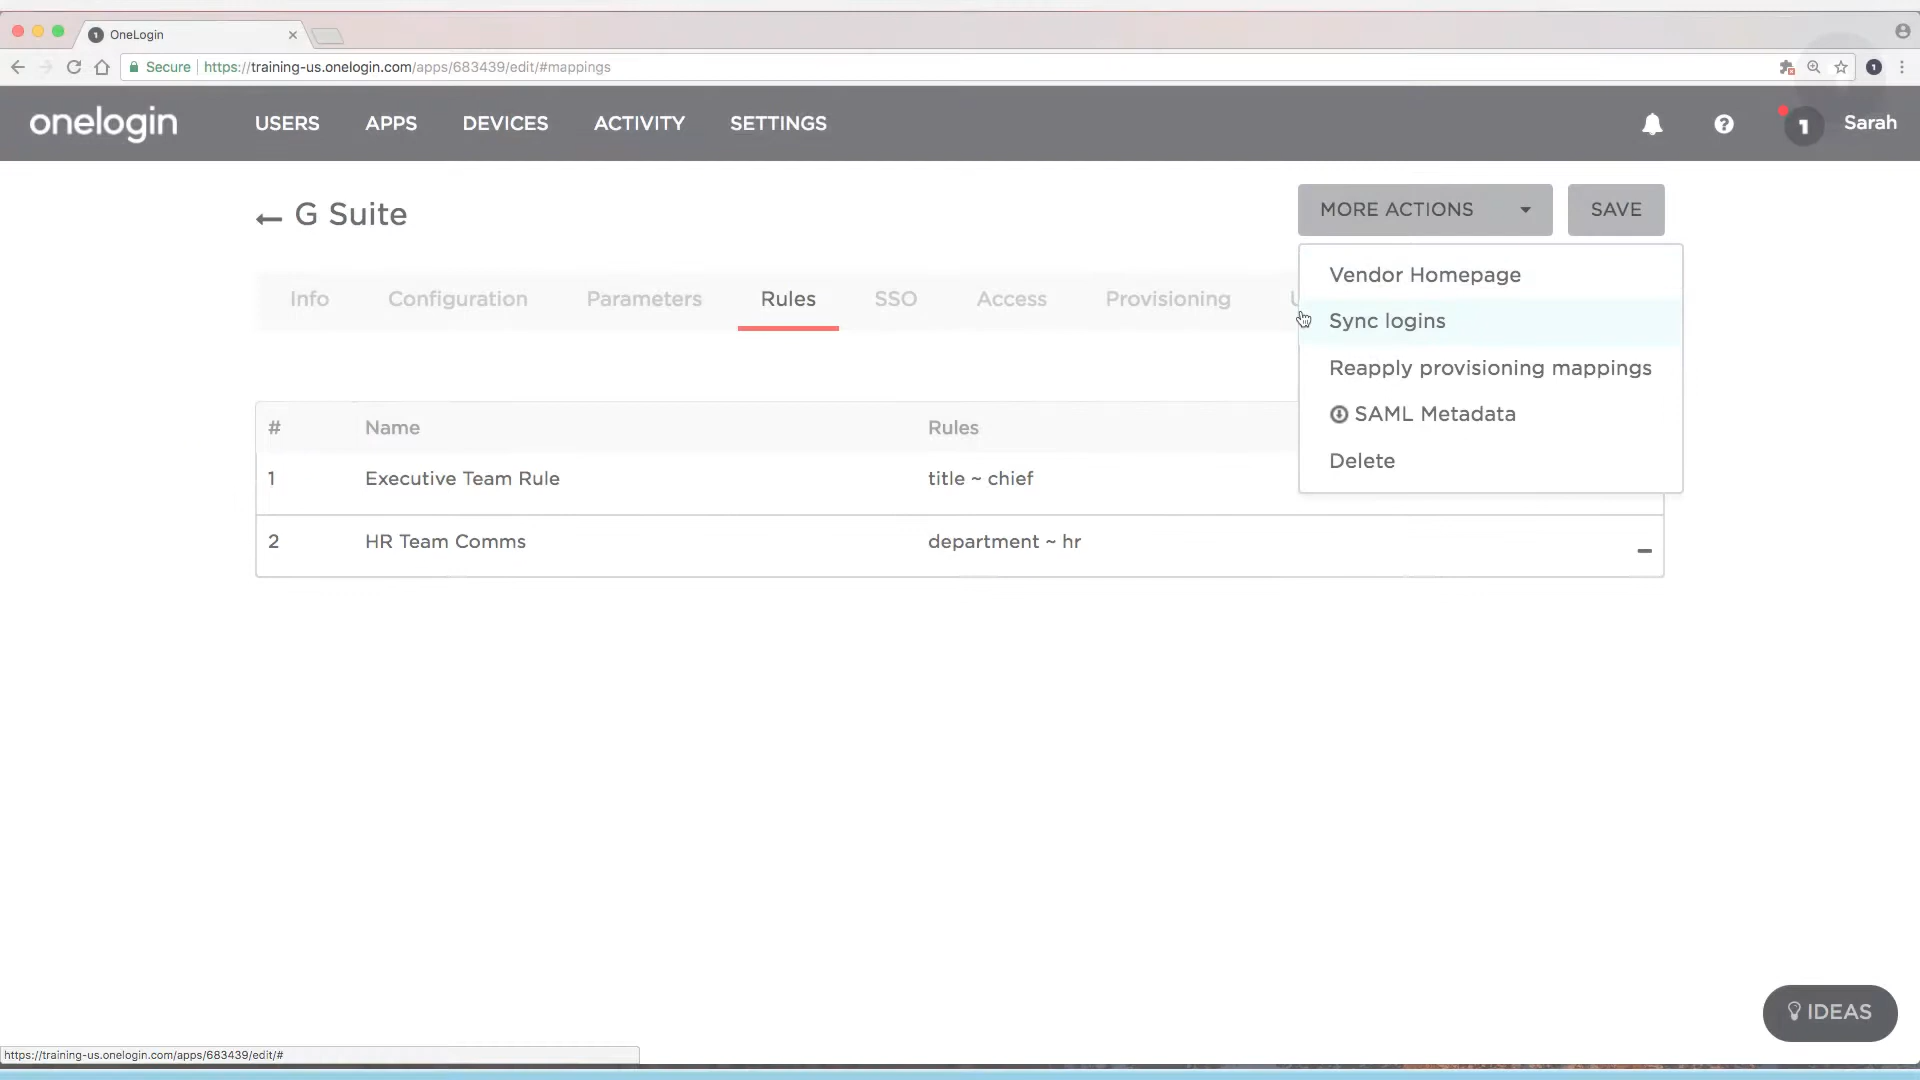 OneLogin
Secure https://training-us.onelogin.com/apps/683439/edit/#mappings
onelogin USERS APPS DEVICES ACTIVITY SETTINGS 1 Sarah
G Suite MORE ACTIONS SAVE
Vendor Homepage
Info Configuration Parameters Rules SSO Access Provisioning
Sync logins
Reapply provisioning mappings
SAML Metadata
# Name Rules
Delete
1 Executive Team Rule title ~ chief
2 HR Team Comms department ~ hr
IDEAS
https://training-us.onelogin.com/apps/683439/edit/#